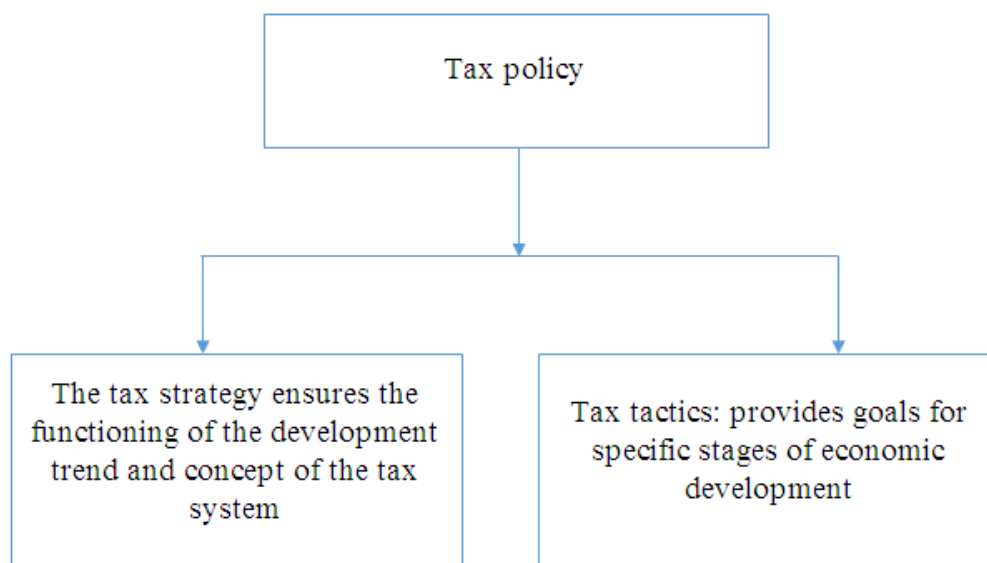 Tax policy
The tax strategy ensures the
functioning of the development
trend and concept of the tax
system
Tax tactics: provides goals for
specific stages of economic
development